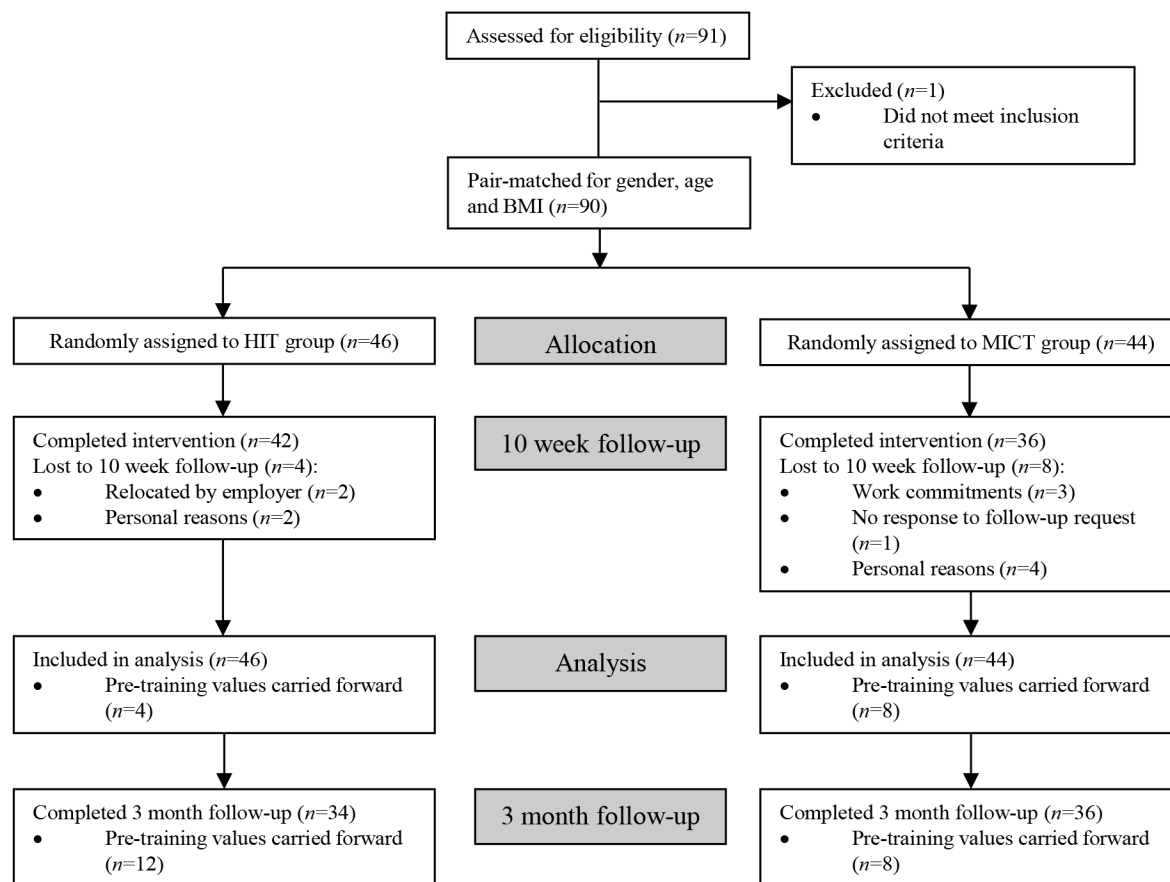 Assessed for eligibility (n=91)
Excluded (n=1)
• Did not meet inclusion
criteria
Pair-matched for gender, age
and BMI (n=90)
Randomly assigned to HIT group (n=46)
Allocation
Randomly assigned to MICT group (n=44)
Completed intervention (n=42)
Lost to 10 week follow-up (n=4):
• Relocated by employer (n=2)
• Personal reasons (n=2)
10 week follow-up
Completed intervention (n=36)
Lost to 10 week follow-up (n=8):
• Work commitments (n=3)
• No response to follow-up request
(n=1)
• Personal reasons (n=4)
Included in analysis (n=46)
• Pre-training values carried forward
(n=4)
Analysis
Included in analysis (n=44)
• Pre-training values carried forward
(n=8)
Completed 3 month follow-up (n=34)
• Pre-training values carried forward
(n=12)
3 month follow-up
Completed 3 month follow-up (n=36)
• Pre-training values carried forward
(n=8)